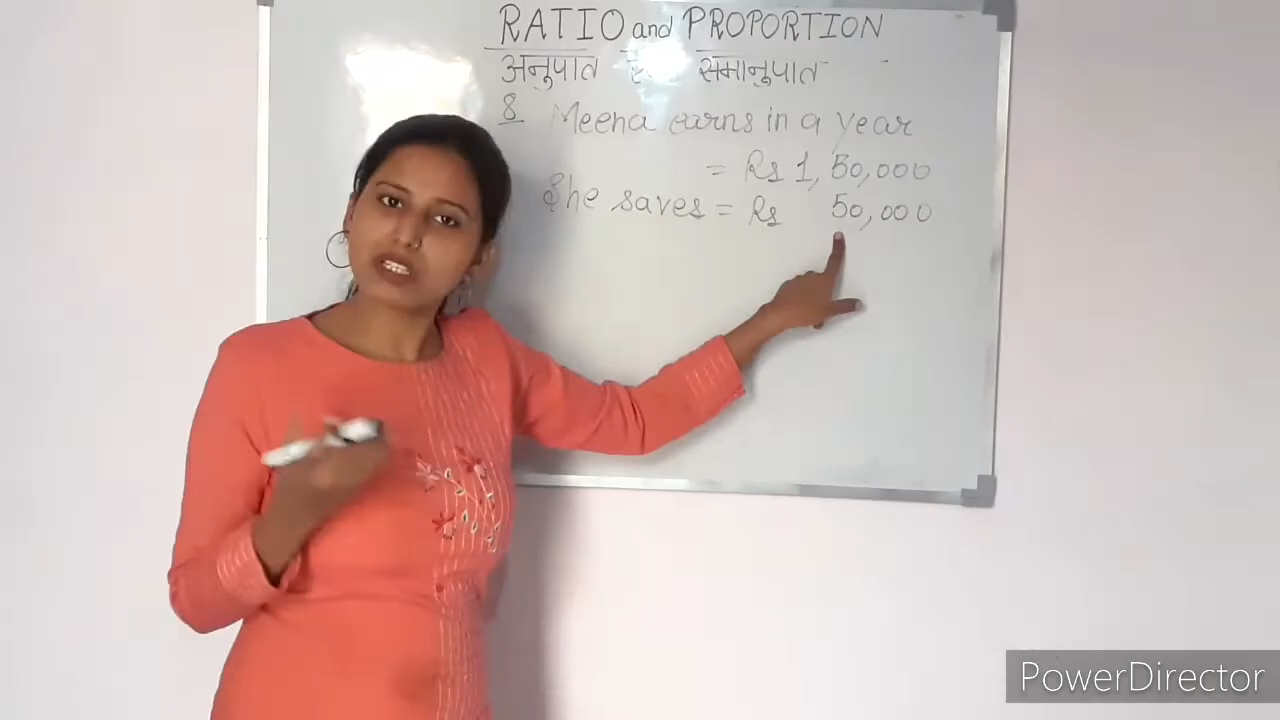 RATIO and PROPORTION
अनुपात समानुपात
8 Meena earns in a year
= Rs 1,50,000
She saves = Rs 50,000
PowerDirector